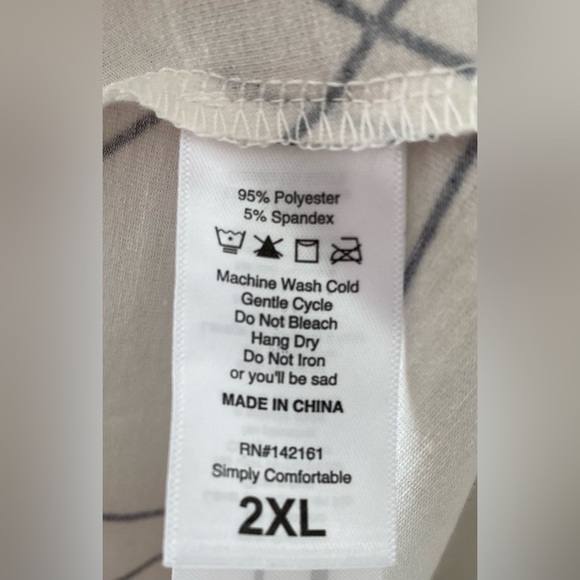 95% Polyester
5% Spandex
Machine Wash Cold
Gentle Cycle
Do Not Bleach
Hang Dry
Do Not Iron
or you'll be sad
MADE IN CHINA
RN#142161
Simply Comfortable
2XL